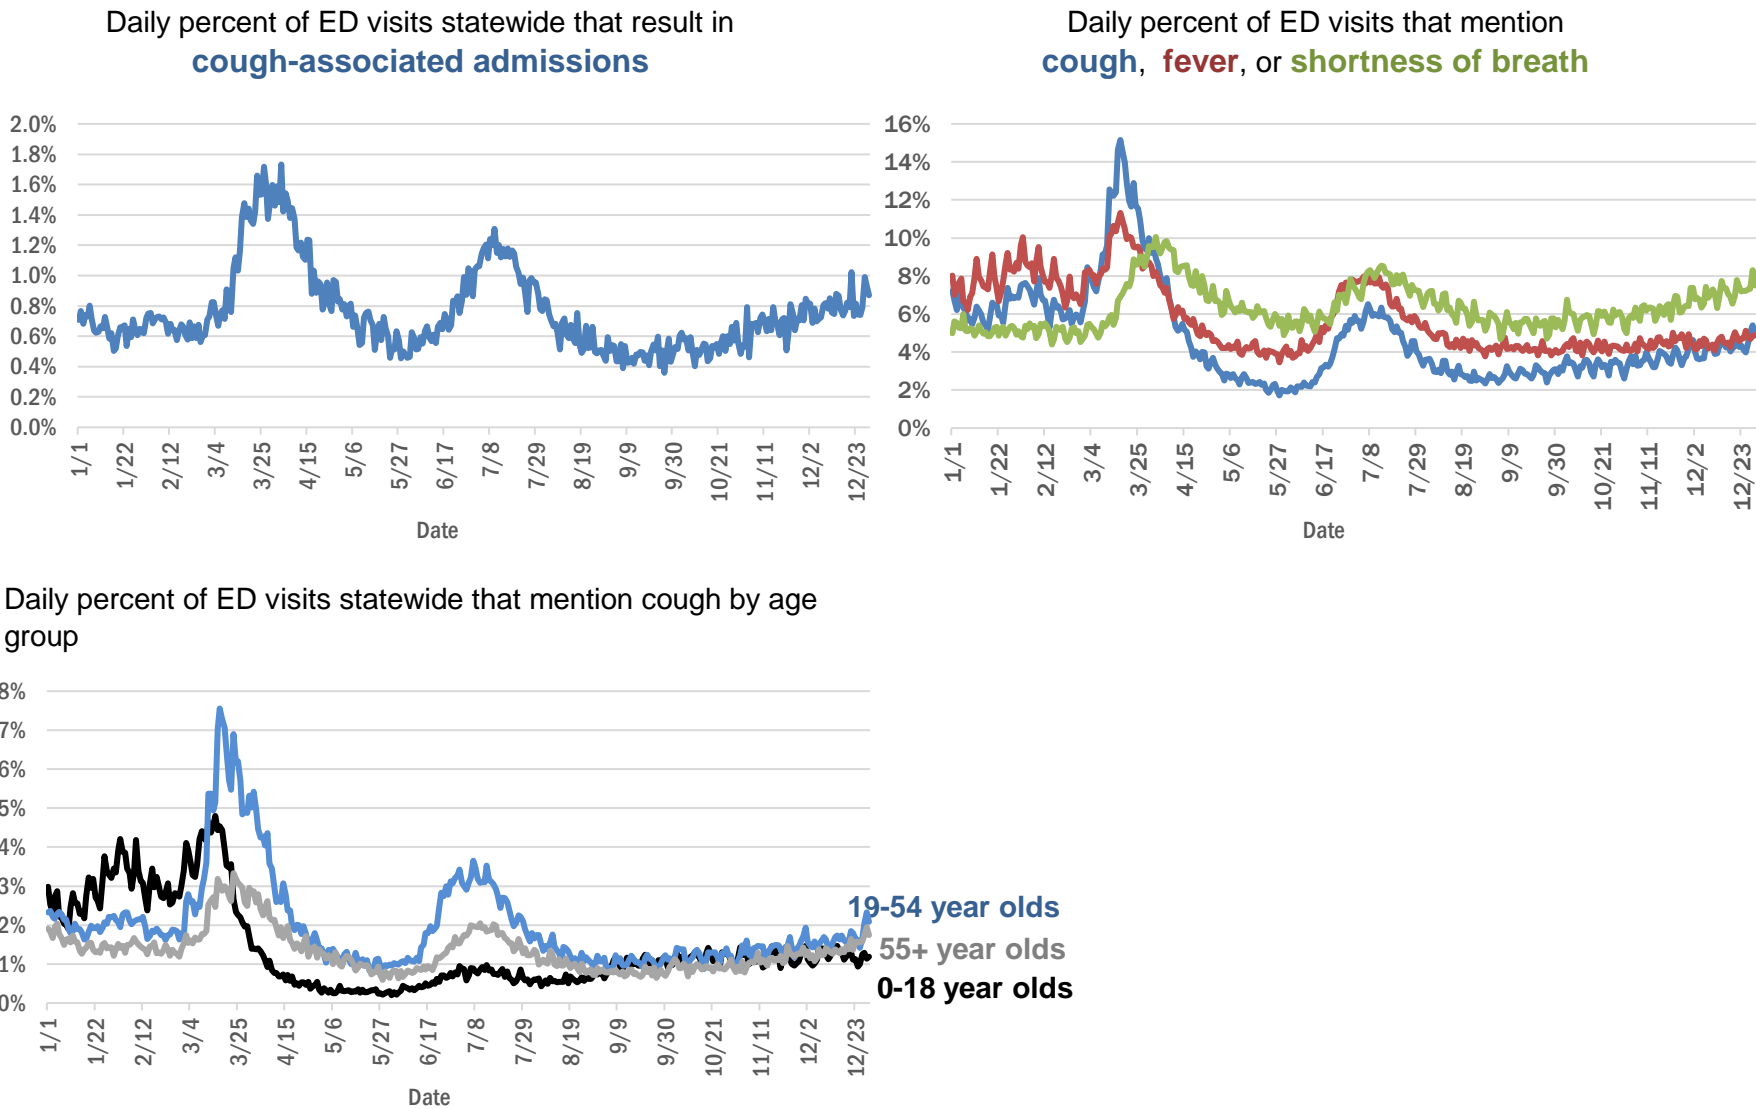 Daily percent of ED visits statewide that result in
cough-associated admissions
2.0%
1.8%
1.6%
1.4%
1.2%
1.0%
0.8%
0.6%
0.4%
0.2%
0.0%
1/1 1/22 2/12 3/4 3/25 4/15 5/6 5/27 6/17 7/8 7/29 8/19 9/9 9/30 10/21 11/11 12/2 12/23
Date
Daily percent of ED visits that mention
cough, fever, or shortness of breath
16%
14%
12%
10%
8%
6%
4%
2%
0%
1/1 1/22 2/12 3/4 3/25 4/15 5/6 5/27 6/17 7/8 7/29 8/19 9/9 9/30 10/21 11/11 12/2 12/23
Date
Daily percent of ED visits statewide that mention cough by age
group
8%
7%
6%
5%
4%
3%
2%
1%
0%
1/1 1/22 2/12 3/4 3/25 4/15 5/6 5/27 6/17 7/8 7/29 8/19 9/9 9/30 10/21 11/11 12/2 12/23
Date
19-54 year olds
55+ year olds
0-18 year olds